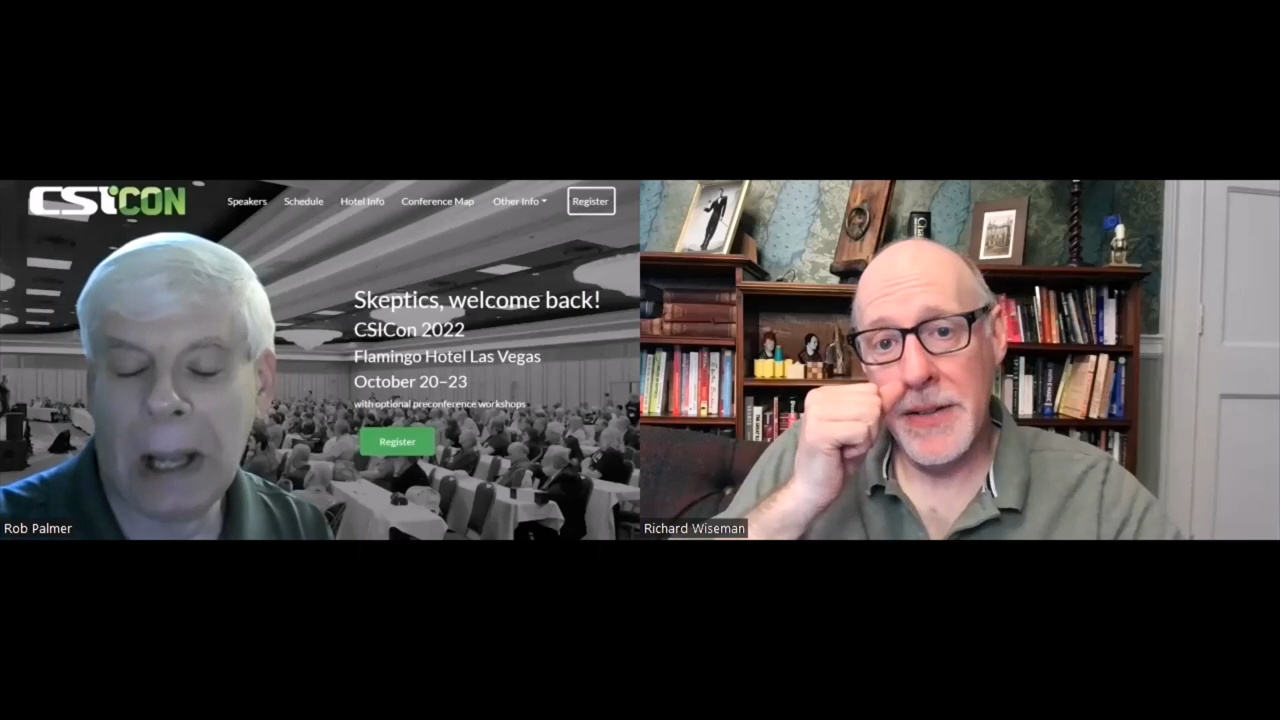 CSICON
Speakers Schedule Hotel Info Conference Map Other Info Register
Skeptics, welcome back!
CSICon 2022
Flamingo Hotel Las Vegas
October 20–23
with optional preconference workshops
Register
Rob Palmer
Richard Wiseman